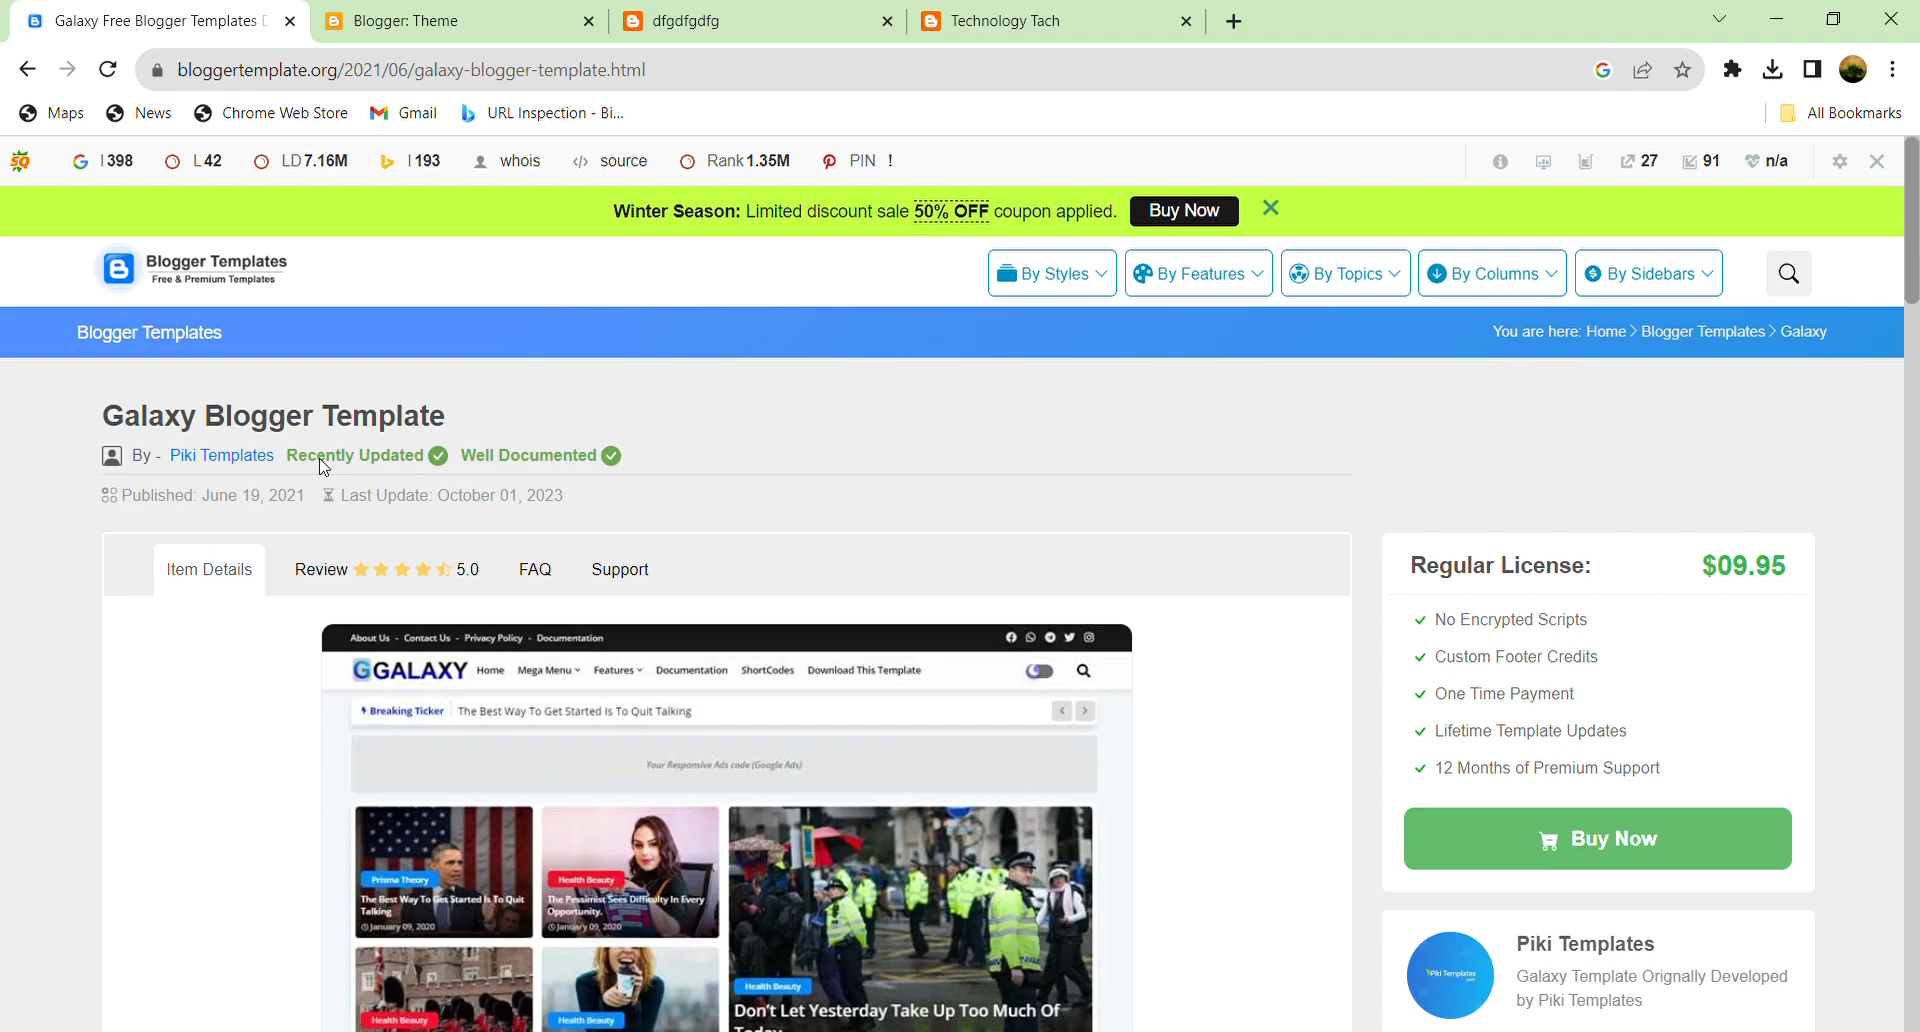 Galaxy Free Blogger Templates D
Blogger: Theme
dfgdfgdfg
Technology Tach
bloggertemplate.org/2021/06/galaxy-blogger-template.html
Maps
News
Chrome Web Store
Gmail
URL Inspection - Bi...
All Bookmarks
SQ
I 398
L 42
LD 7.16M
I 193
whois
source
Rank 1.35M
PIN !
27
91
n/a
Winter Season: Limited discount sale 50% OFF coupon applied.
Buy Now
Blogger Templates
Free & Premium Templates
By Styles
By Features
By Topics
By Columns
By Sidebars
Blogger Templates
You are here: Home > Blogger Templates > Galaxy
Galaxy Blogger Template
By - Piki Templates Recently Updated Well Documented
Published: June 19, 2021 Last Update: October 01, 2023
Item Details
Review 5.0
FAQ
Support
Regular License: $09.95
No Encrypted Scripts
Custom Footer Credits
One Time Payment
Lifetime Template Updates
12 Months of Premium Support
Buy Now
Piki Templates
Piki Templates
Galaxy Template Orignally Developed
by Piki Templates
About Us - Contact Us - Privacy Policy - Documentation
GGALAXY
Home
Mega Menu
Features
Documentation
ShortCodes
Download This Template
Breaking Ticker
The Best Way To Get Started Is To Quit Talking
Your Responsive Ads code (Google Ads)
Prisma Theory
The Best Way To Get Started Is To Quit
Talking
January 09, 2020
Health Beauty
The Pessimist Sees Difficulty In Every
Opportunity.
January 09, 2020
Health Beauty
Health Beauty
Health Beauty
Don't Let Yesterday Take Up Too Much Of
Today